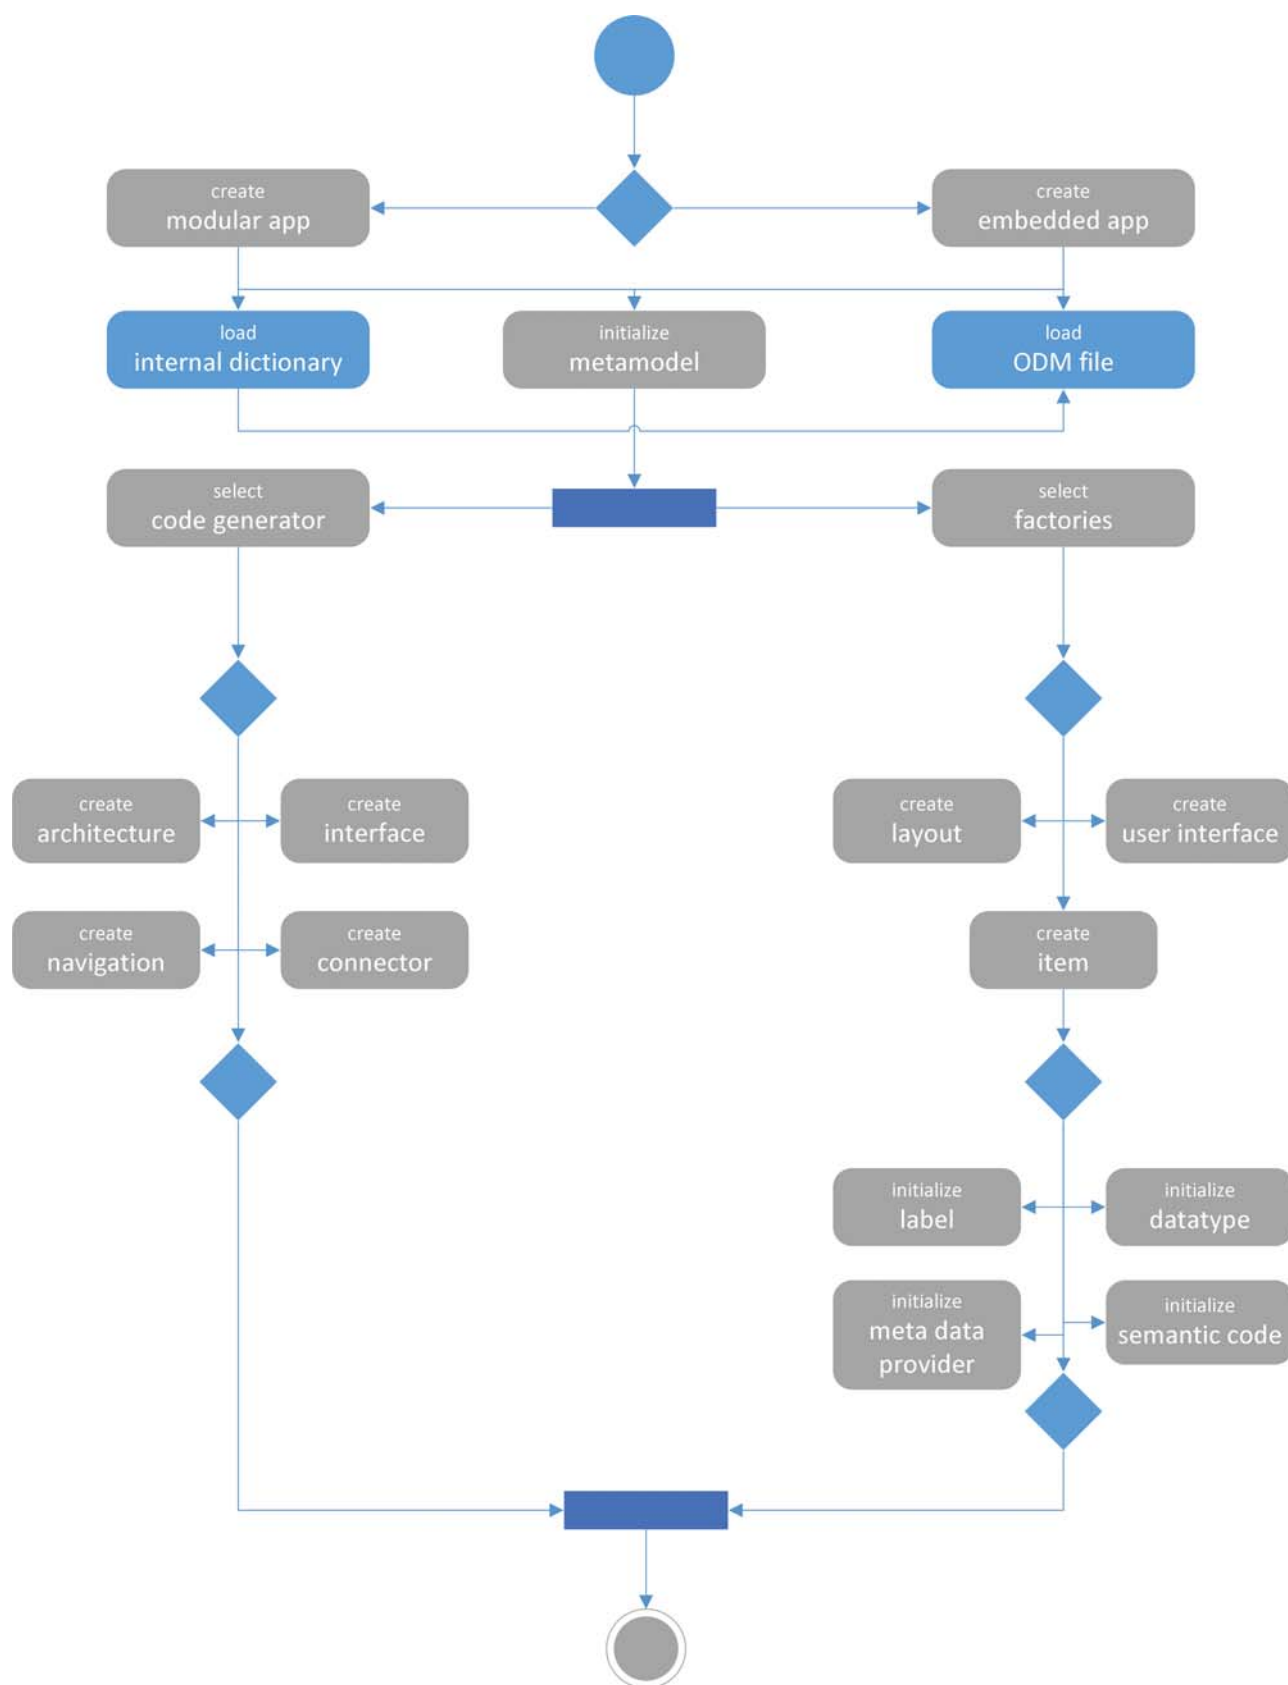 create
modular app
create
embedded app
load
internal dictionary
initialize
metamodel
load
ODM file
select
code generator
select
factories
create
architecture
create
interface
create
layout
create
user interface
create
navigation
create
connector
create
item
initialize
label
initialize
datatype
initialize
meta data
provider
initialize
semantic code